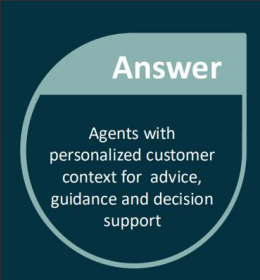 Answer
Agents with
personalized customer
context for advice,
guidance and decision
support